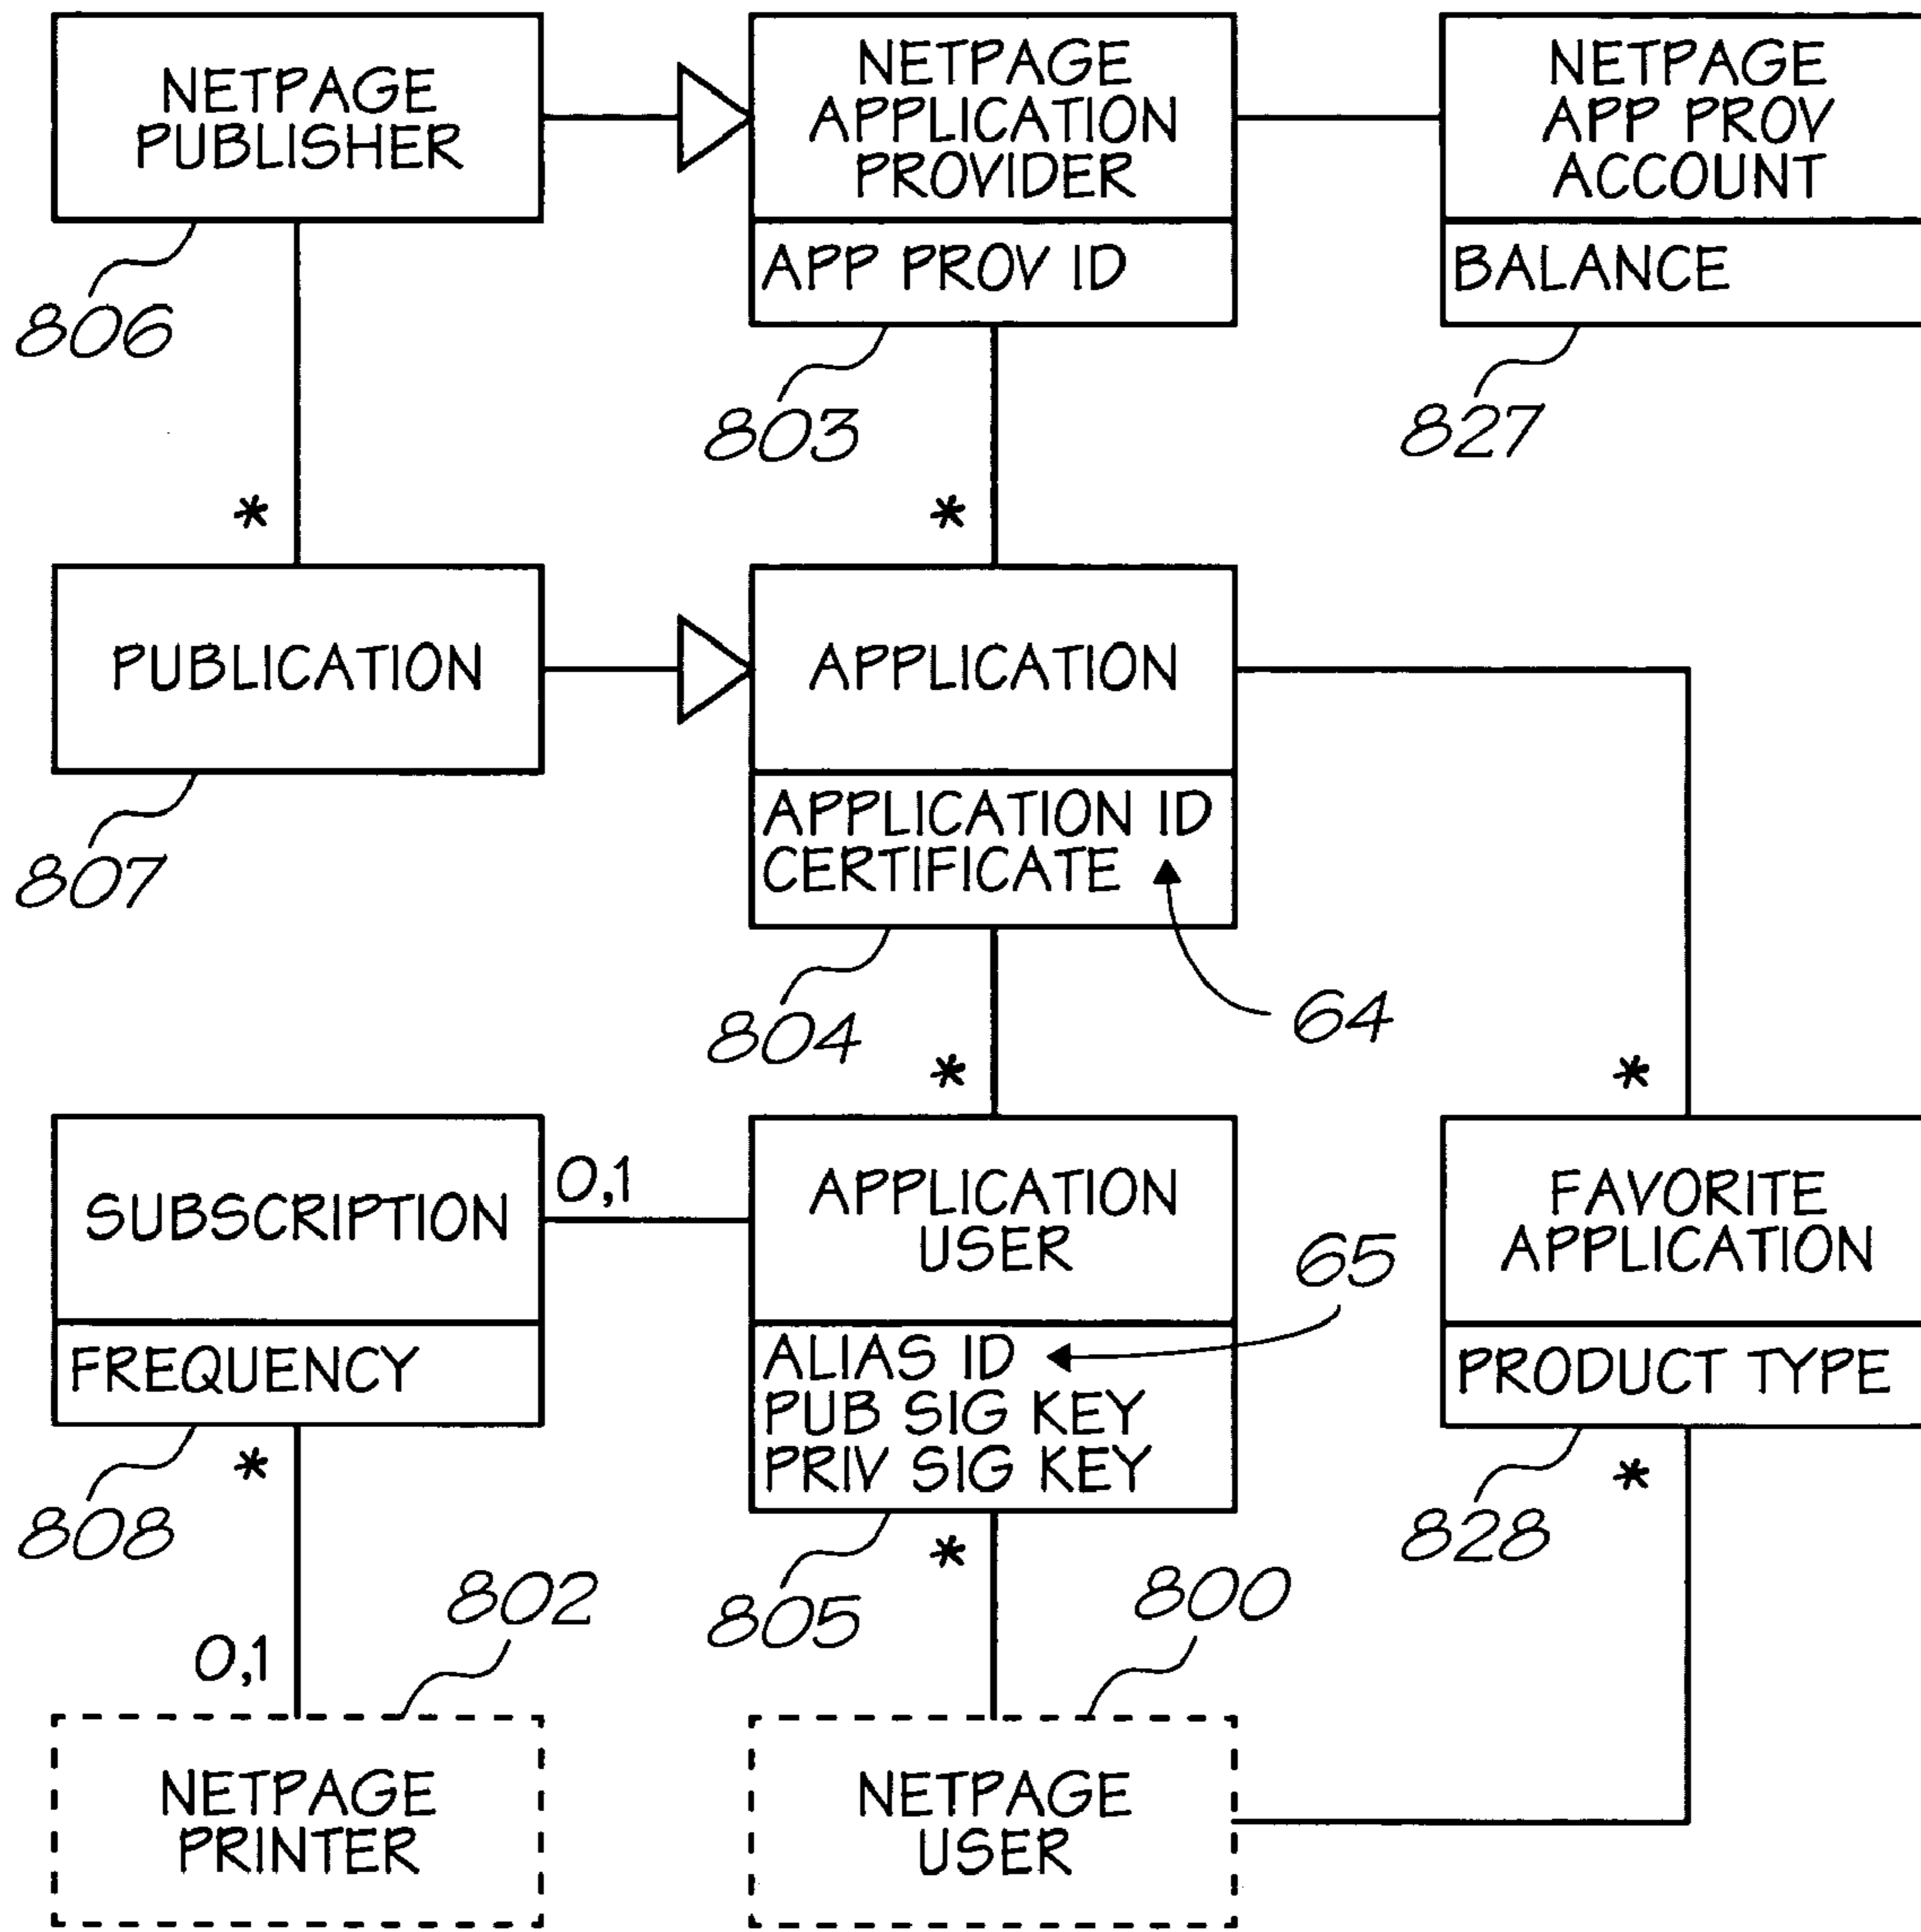 NETPAGE
PUBLISHER
NETPAGE
APPLICATION
PROVIDER
APP PROV ID
NETPAGE
APP PROV
ACCOUNT
BALANCE
806
803
827
*
*
PUBLICATION
APPLICATION
APPLICATION ID
CERTIFICATE
807
804
64
*
*
SUBSCRIPTION
FREQUENCY
0,1
APPLICATION
USER
ALIAS ID
PUB SIG KEY
PRIV SIG KEY
65
FAVORITE
APPLICATION
PRODUCT TYPE
808
*
805
*
828
*
802
800
0,1
NETPAGE
PRINTER
NETPAGE
USER